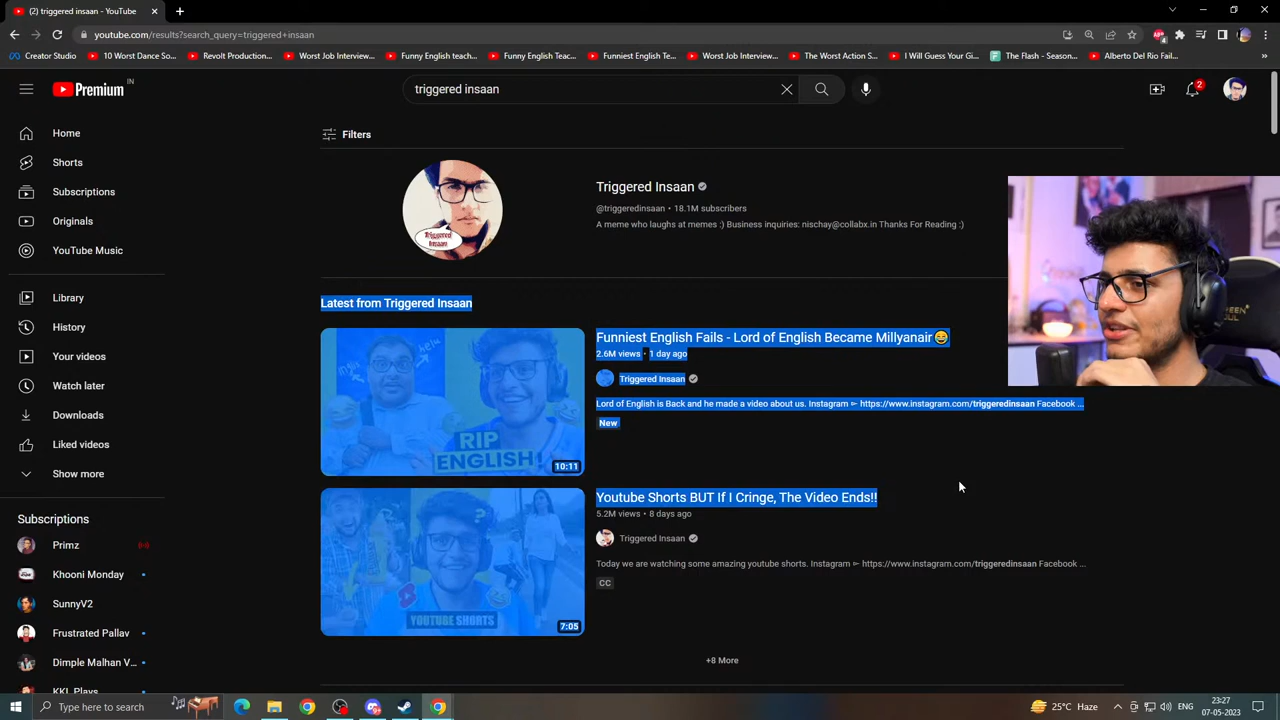 (2) triggered insaan - YouTube
youtube.com/results?search_query=triggered+insaan
Creator Studio
10 Worst Dance So...
Revolt Production...
Worst Job Interview...
Funny English Teac...
Funny English Teac...
Funniest English Te...
Worst Job Interview...
The Worst Action S...
I Will Guess Your G...
The Flash - Season...
Alberto Del Rio Fail...
Premium IN
triggered insaan
2
Home
Shorts
Subscriptions
Originals
YouTube Music
Library
History
Your videos
Watch later
Downloads
Liked videos
Show more
Subscriptions
Primz
Khooni Monday
SunnyV2
Frustrated Pallav
Dimple Malhan V...
KKL Plays
Filters
Triggered Insaan
Triggered Insaan
@triggeredinsaan • 18.1M subscribers
A meme who laughs at memes :) Business inquiries: nischay@collabx.in Thanks For Reading :)
Latest from Triggered Insaan
RIP
ENGLISH!
10:11
Funniest English Fails - Lord of English Became Millyanair😂
2.6M views • 1 day ago
Triggered Insaan
Lord of English is Back and he made a video about us. Instagram ➣ https://www.instagram.com/triggeredinsaan Facebook ...
New
YOUTUBE SHORTS
7:05
Youtube Shorts BUT If I Cringe, The Video Ends!!
5.2M views • 8 days ago
Triggered Insaan
Today we are watching some amazing youtube shorts. Instagram ➣ https://www.instagram.com/triggeredinsaan Facebook ...
CC
+8 More
Type here to search
25°C Haze
23:27
07-05-2023